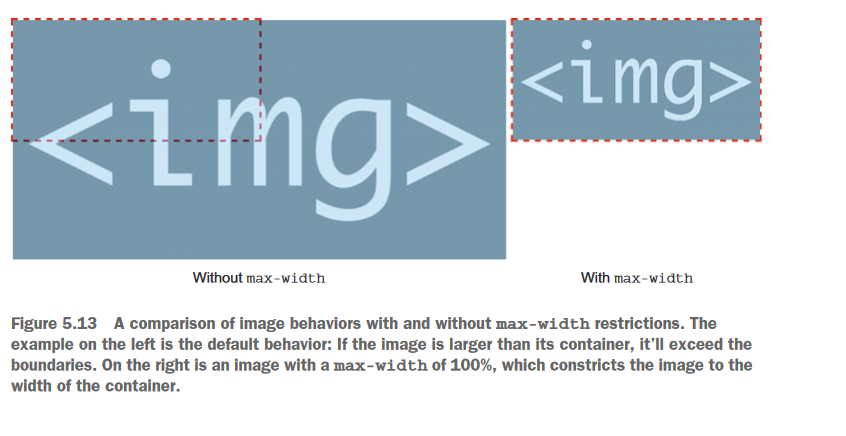 <img>
<img>
Without max-width
With max-width
Figure 5.13 A comparison of image behaviors with and without max-width restrictions. The
example on the left is the default behavior: If the image is larger than its container, it'll exceed the
boundaries. On the right is an image with a max-width of 100%, which constricts the image to the
width of the container.